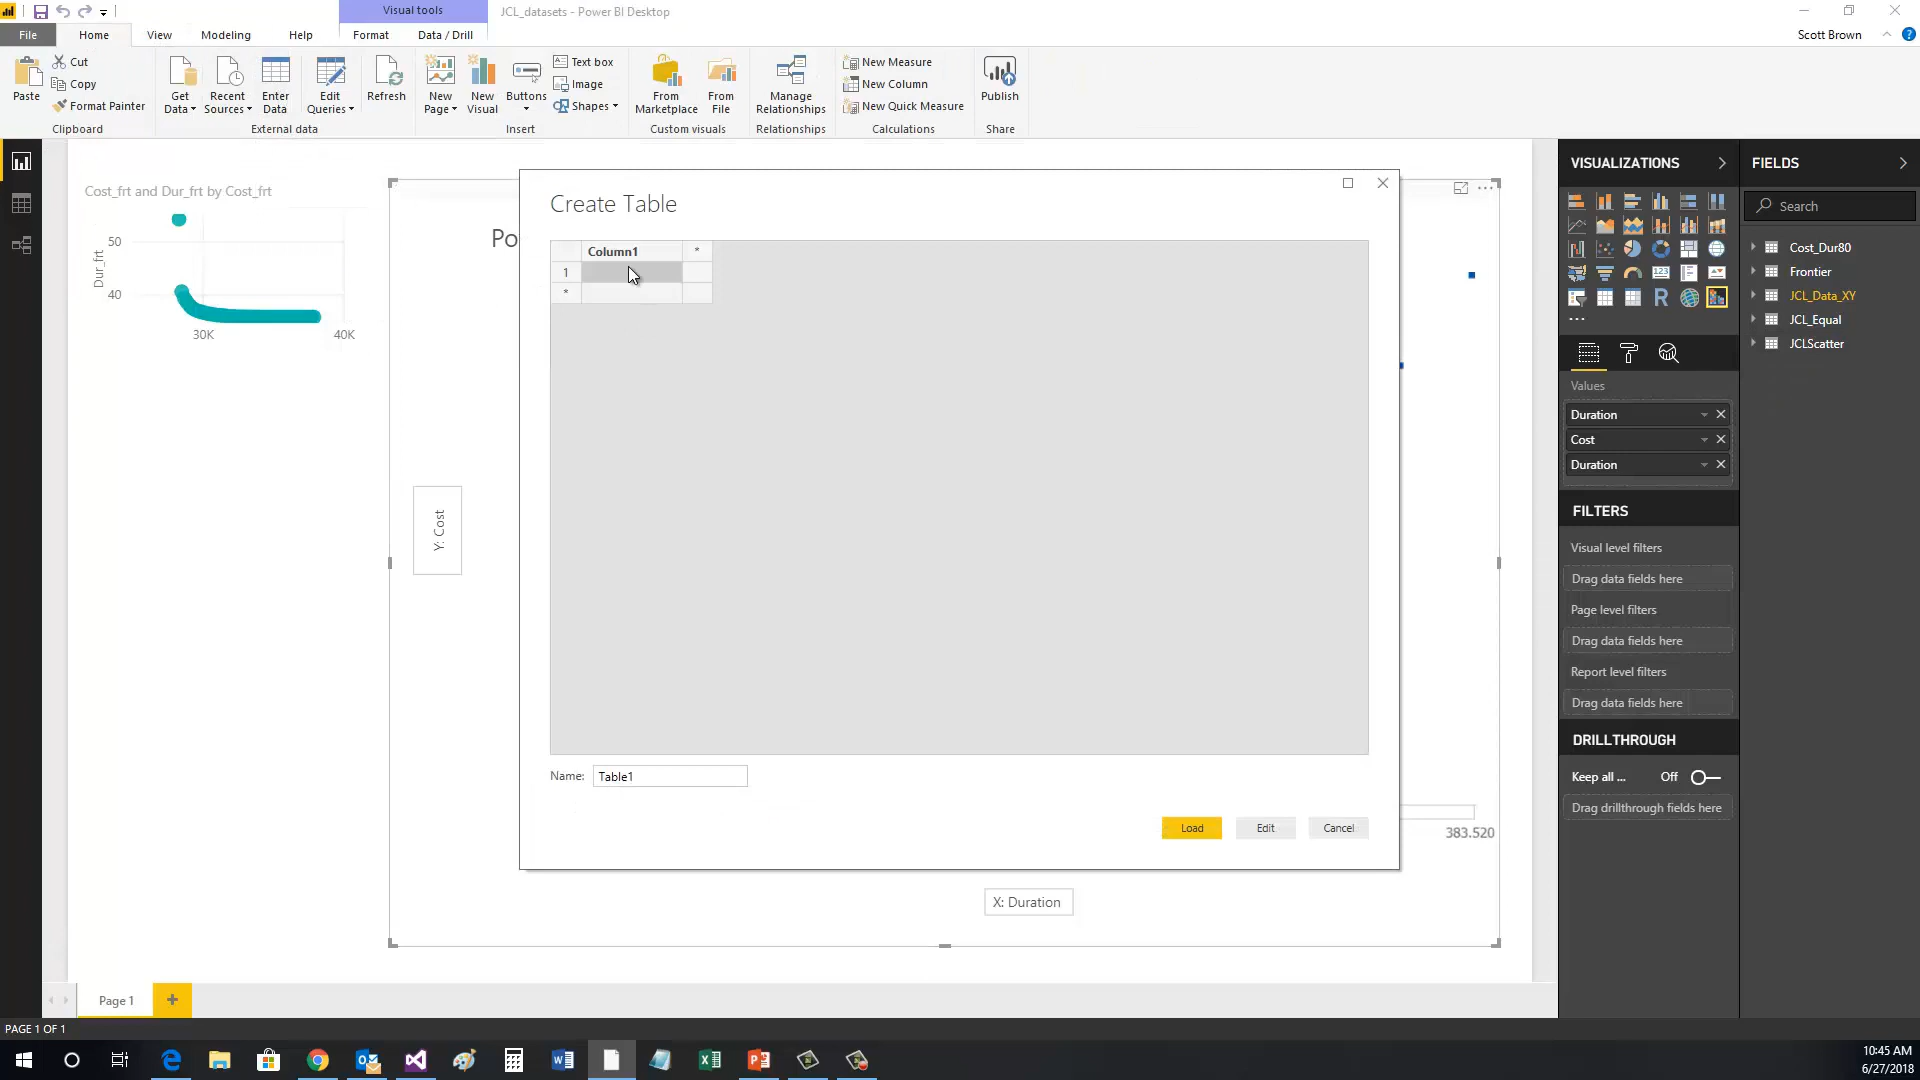 Visual tools
JCL_datasets - Power BI Desktop
File
Home
View
Modeling
Help
Format
Data / Drill
Scott Brown
Paste
Cut
Copy
Format Painter
Clipboard
Get
Data
Recent
Sources
Enter
Data
Edit
Queries
Refresh
External data
New
Page
New
Visual
Buttons
Text box
Image
Shapes
Insert
From
Marketplace
From
File
Custom visuals
Manage
Relationships
Relationships
New Measure
New Column
New Quick Measure
Calculations
Publish
Share
Cost_frt and Dur_frt by Cost_frt
Dur_frt
50
40
30K
40K
Po
Y: Cost
X: Duration
383.520
Create Table
Column1
*
1
*
Name:
Table1
Load
Edit
Cancel
VISUALIZATIONS
FIELDS
Search
Cost_Dur80
Frontier
JCL_Data_XY
JCL_Equal
JCLScatter
Values
Duration
Cost
Duration
FILTERS
Visual level filters
Drag data fields here
Page level filters
Drag data fields here
Report level filters
Drag data fields here
DRILLTHROUGH
Keep all ...
Off
Drag drillthrough fields here
Page 1
PAGE 1 OF 1
10:45 AM
6/27/2018